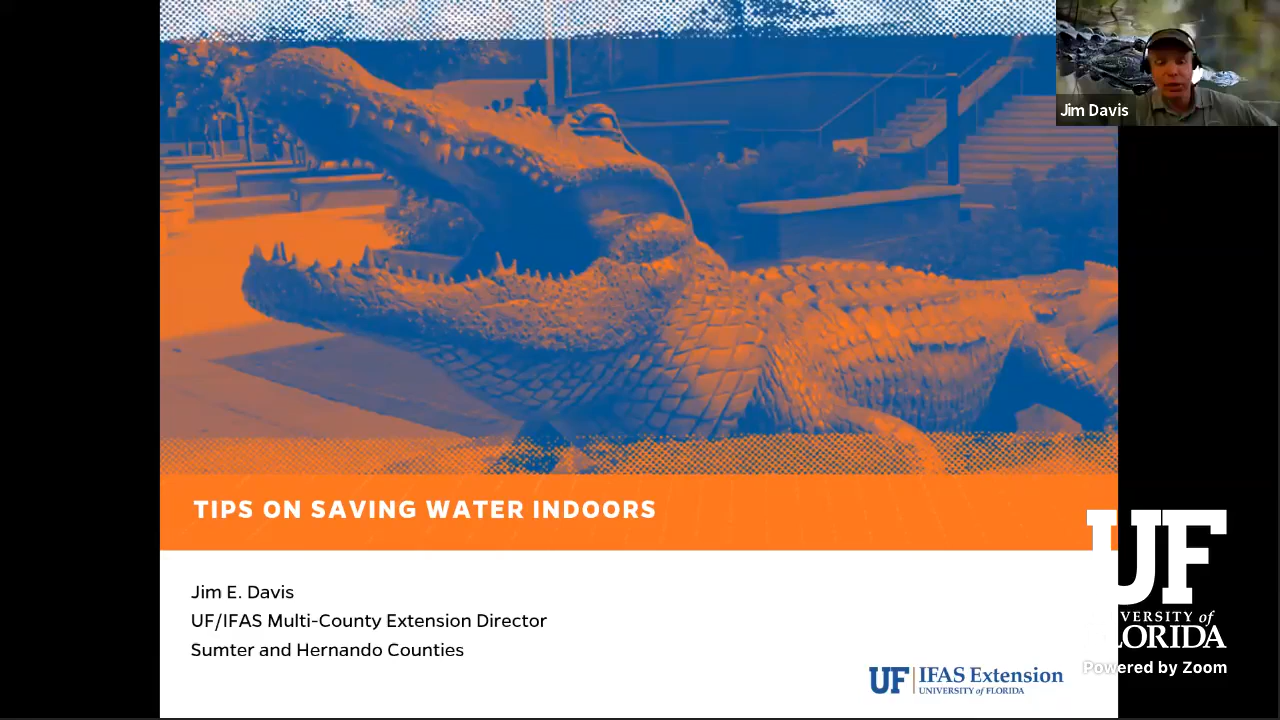 Jim Davis
TIPS ON SAVING WATER INDOORS
Jim E. Davis
UF/IFAS Multi-County Extension Director
Sumter and Hernando Counties
UF IFAS Extension
UNIVERSITY of FLORIDA
UF
VERSITY of
LORIDA
Powered by Zoom